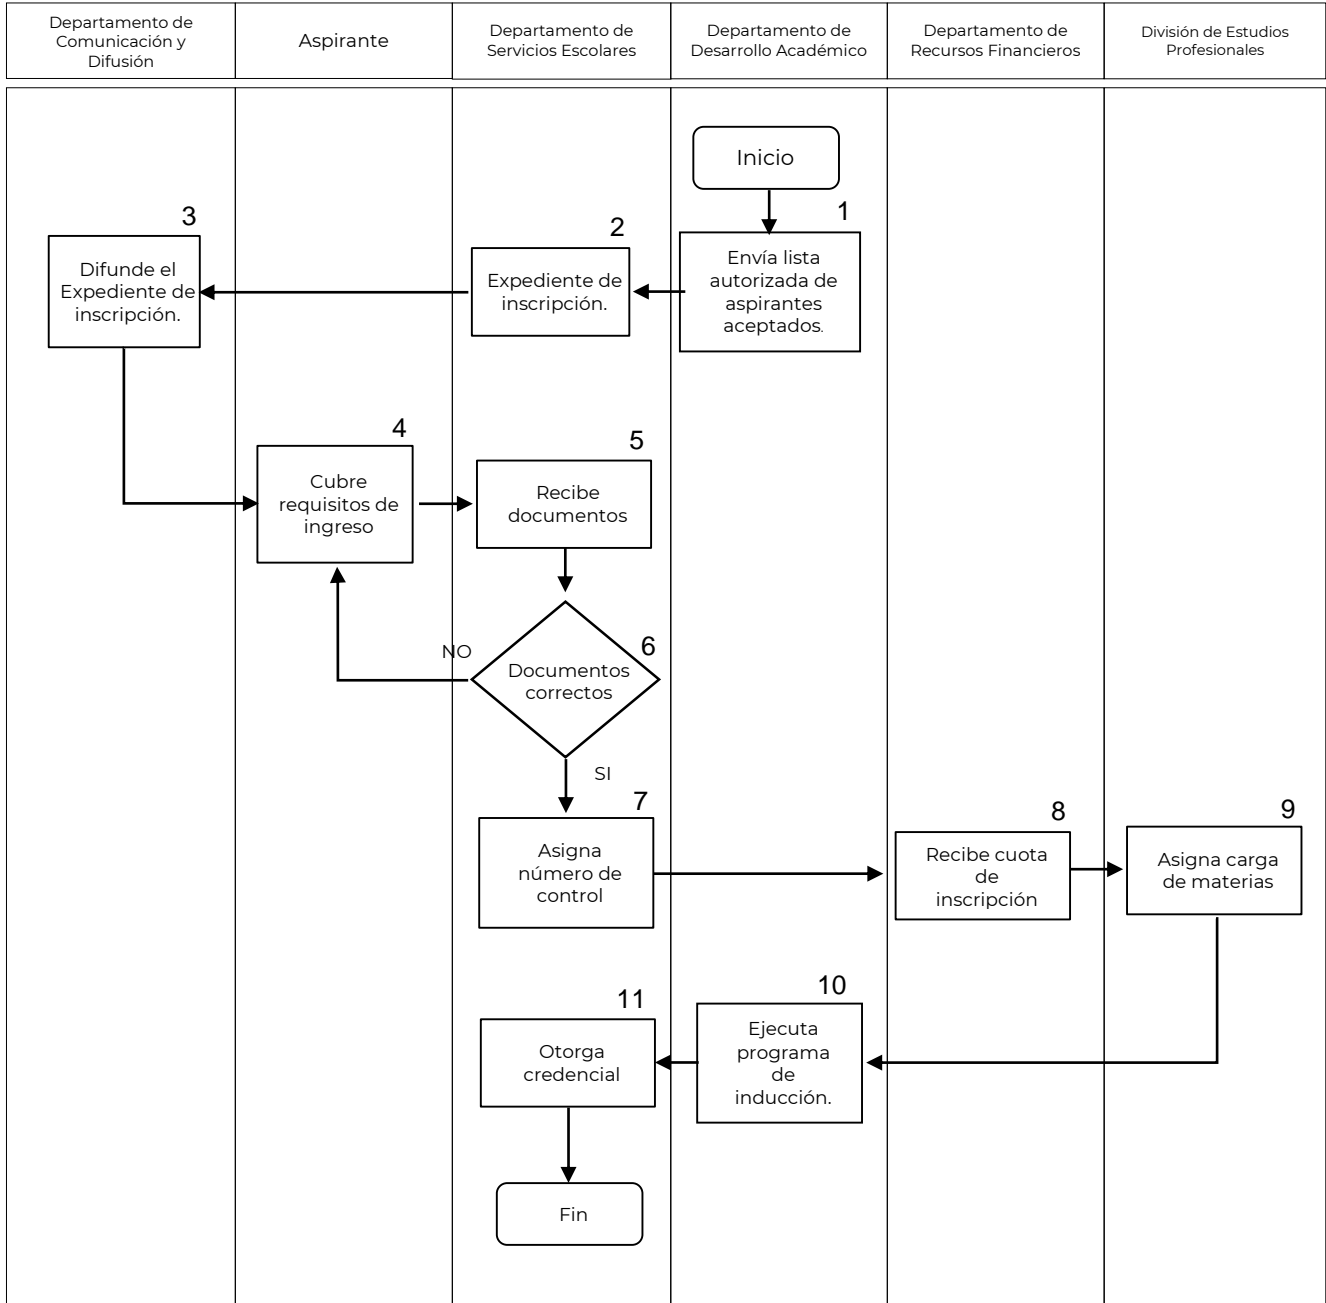 Departamento de
Comunicación y
Difusión
Aspirante
Departamento de
Servicios Escolares
Departamento de
Desarrollo Académico
Departamento de
Recursos Financieros
División de Estudios
Profesionales
Inicio
1
Envía lista
autorizada de
aspirantes
aceptados.
2
Expediente de
inscripción.
3
Difunde el
Expediente de
inscripción.
4
Cubre
requisitos de
ingreso
5
Recibe
documentos
6
Documentos
correctos
NO
SI
7
Asigna
número de
control
8
Recibe cuota
de
inscripción
9
Asigna carga
de materias
10
Ejecuta
programa
de
inducción.
11
Otorga
credencial
Fin